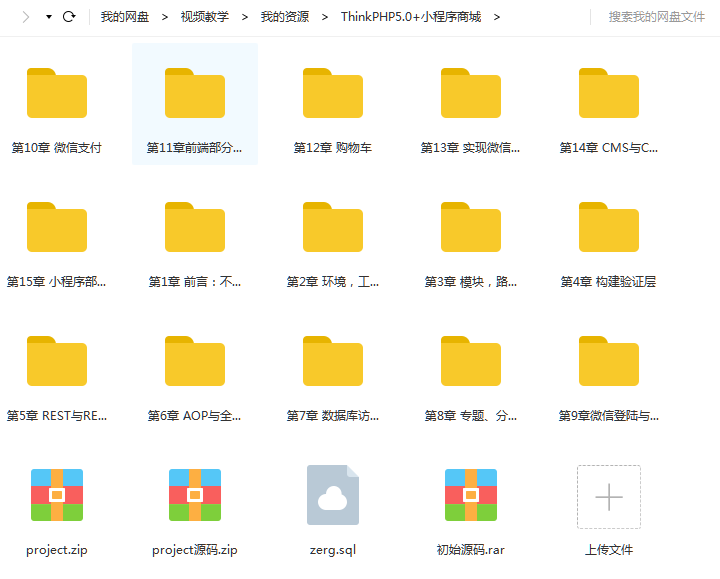 我的网盘 > 视频教学 > 我的资源 > ThinkPHP5.0+小程序商城 > 搜索我的网盘文件
第10章 微信支付 第11章前端部分... 第12章 购物车 第13章 实现微信... 第14章 CMS与C...
第15章 小程序部... 第1章 前言：不... 第2章 环境，工... 第3章 模块，路... 第4章 构建验证层
第5章 REST与RE... 第6章 AOP与全... 第7章 数据库访... 第8章 专题、分... 第9章微信登陆与...
project.zip project源码.zip zerg.sql 初始源码.rar 上传文件